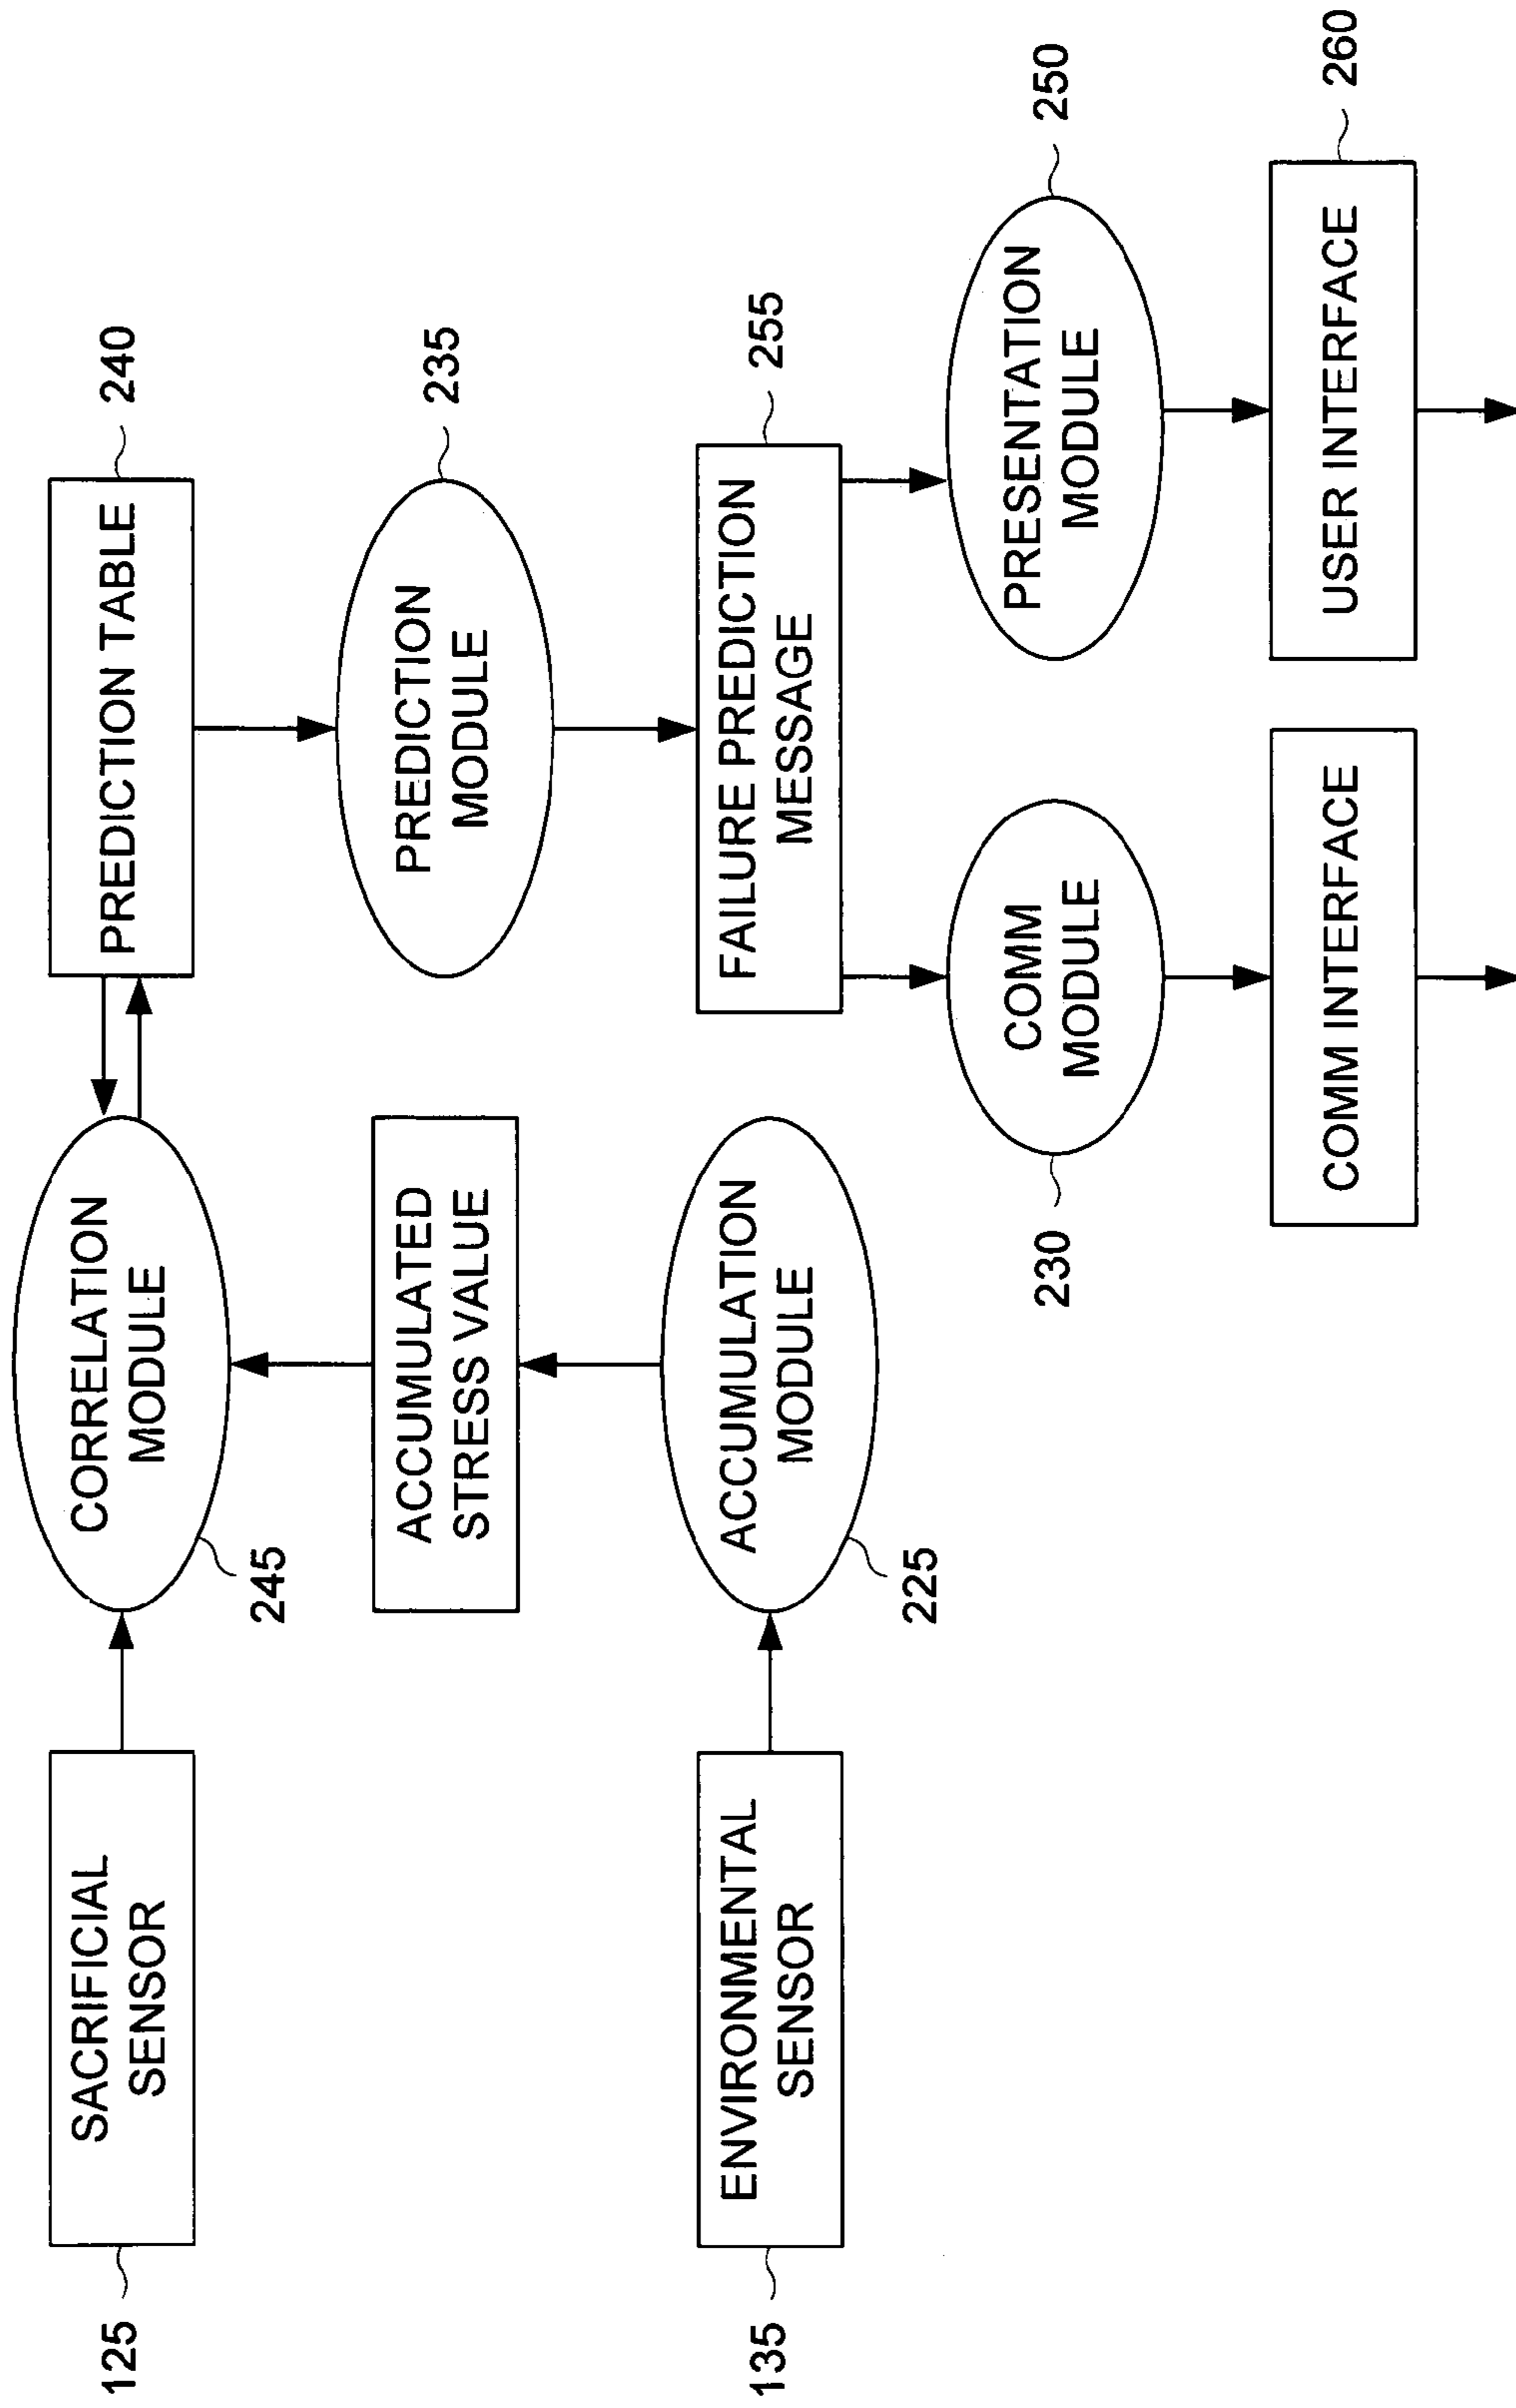 125
SACRIFICIAL
SENSOR
CORRELATION
MODULE
245
PREDICTION TABLE
240
ACCUMULATED
STRESS VALUE
PREDICTION
MODULE
235
135
ENVIRONMENTAL
SENSOR
ACCUMULATION
MODULE
225
FAILURE PREDICTION
MESSAGE
255
230
COMM
MODULE
PRESENTATION
MODULE
250
COMM INTERFACE
USER INTERFACE
260